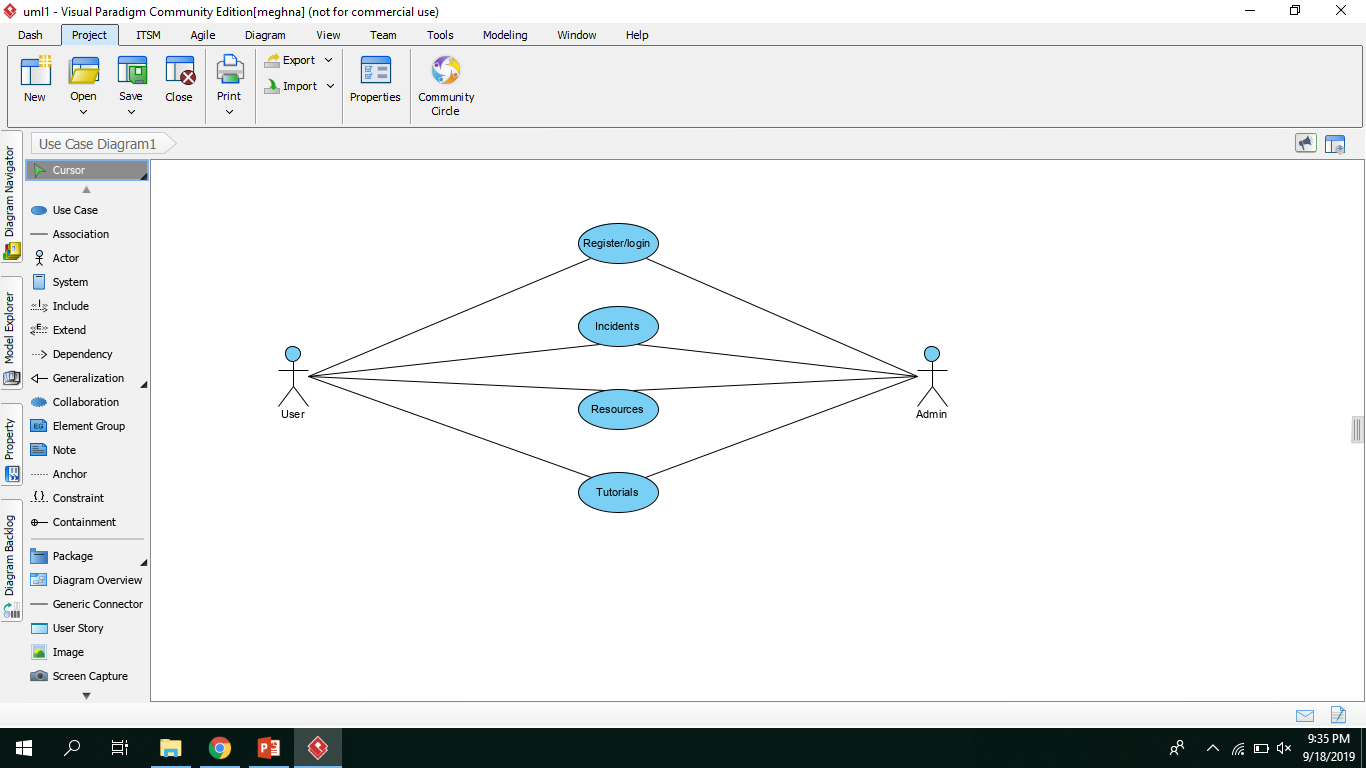 uml1 - Visual Paradigm Community Edition[meghna] (not for commercial use)
Dash Project ITSM Agile Diagram View Team Tools Modeling Window Help
New Open Save Close Print Export Import Properties Community Circle
Use Case Diagram1
Diagram Navigator
Model Explorer
Property
Diagram Backlog
Cursor
Use Case
Association
Actor
System
Include
Extend
Dependency
Generalization
Collaboration
Element Group
Note
Anchor
Constraint
Containment
Package
Diagram Overview
Generic Connector
User Story
Image
Screen Capture
Register/login
Incidents
User
Admin
Resources
Tutorials
9:35 PM
9/18/2019